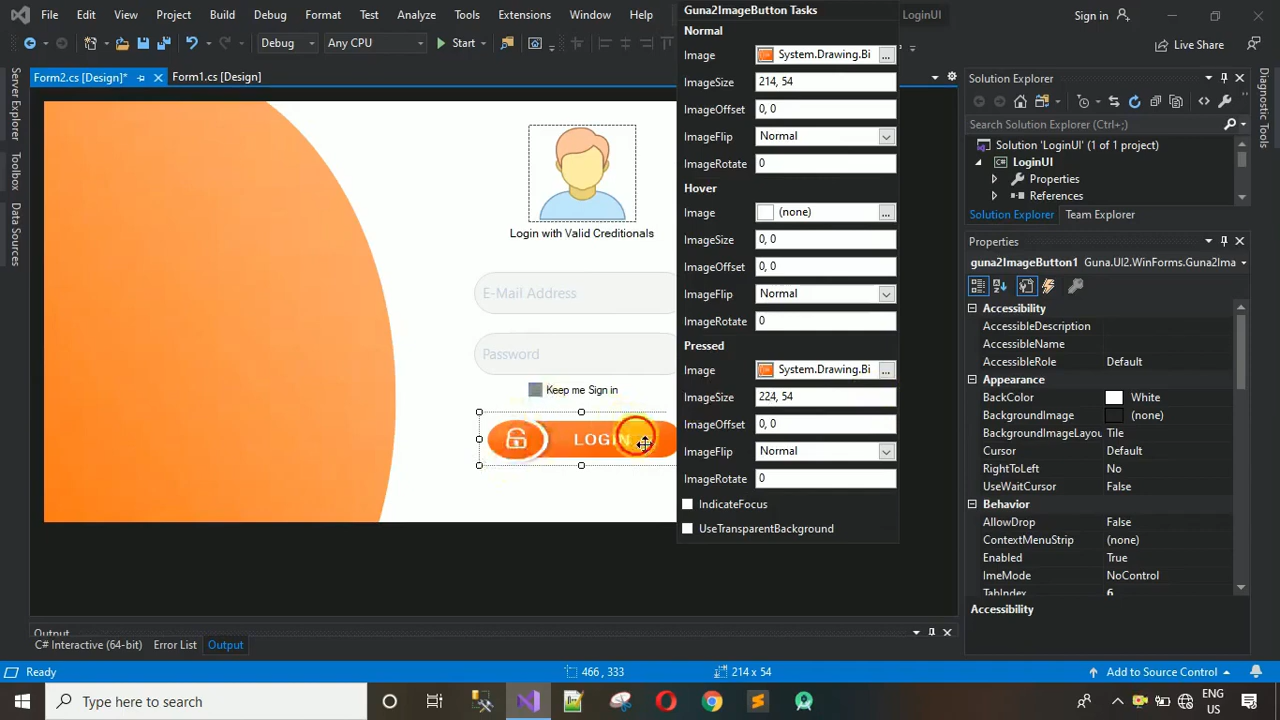 File Edit View Project Build Debug Format Test Analyze Tools Extensions Window Help LoginUI Sign in
Debug Any CPU Start Live Share
Form2.cs [Design]* Form1.cs [Design]
Server Explorer
Toolbox
Data Sources
Login with Valid Creditionals
E-Mail Address
Password
Keep me Sign in
LOGIN
Guna2ImageButton Tasks
Normal
Image System.Drawing.Bi ...
ImageSize 214, 54
ImageOffset 0, 0
ImageFlip Normal
ImageRotate 0
Hover
Image (none) ...
ImageSize 0, 0
ImageOffset 0, 0
ImageFlip Normal
ImageRotate 0
Pressed
Image System.Drawing.Bi ...
ImageSize 224, 54
ImageOffset 0, 0
ImageFlip Normal
ImageRotate 0
IndicateFocus
UseTransparentBackground
Solution Explorer
Search Solution Explorer (Ctrl+;)
Solution 'LoginUI' (1 of 1 project)
LoginUI
Properties
References
Solution Explorer Team Explorer
Properties
guna2ImageButton1 Guna.UI2.WinForms.Guna2Ima
Accessibility
AccessibleDescription
AccessibleName
AccessibleRole Default
Appearance
BackColor White
BackgroundImage (none)
BackgroundImageLayou Tile
Cursor Default
RightToLeft No
UseWaitCursor False
Behavior
AllowDrop False
ContextMenuStrip (none)
Enabled True
ImeMode NoControl
TabIndex 6
Accessibility
Output
C# Interactive (64-bit) Error List Output
Ready 466 , 333 214 x 54 Add to Source Control
Type here to search ENG
US